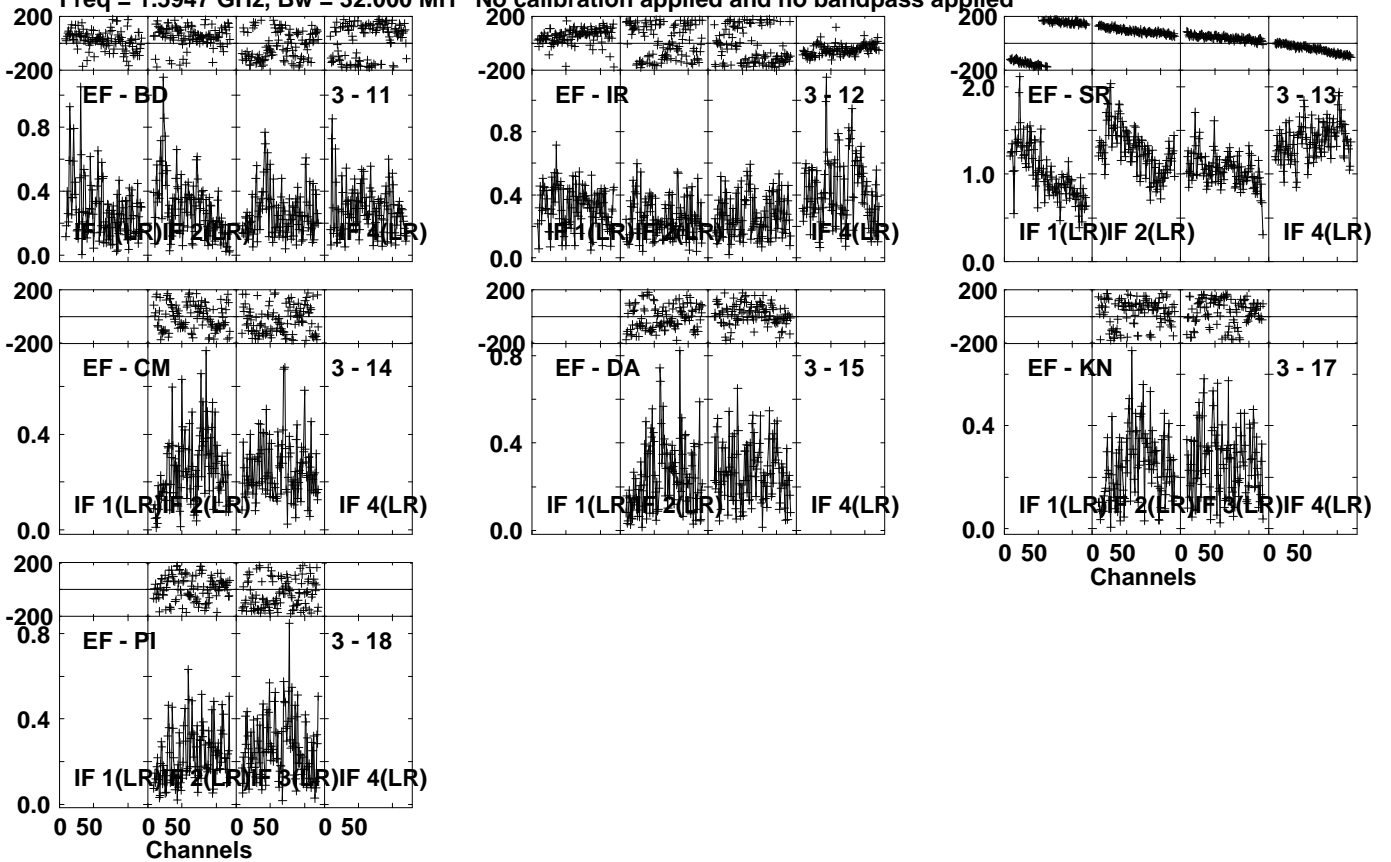 Freq = 1.5947 GHz, Bw = 32.000 MH No calibration applied and no bandpass applied
200
-200
EF - BD
3 - 11
0.8
0.4
0.0
IF 1(LR)
IF 2(LR)
IF 4(LR)
200
-200
EF - IR
3 - 12
0.8
0.4
0.0
IF 1(LR)
IF 2(LR)
IF 4(LR)
200
-200
EF - SR
3 - 13
2.0
1.0
0.0
IF 1(LR)
IF 2(LR)
IF 4(LR)
200
-200
EF - CM
3 - 14
0.4
0.0
IF 1(LR)
IF 2(LR)
IF 4(LR)
200
-200
EF - DA
3 - 15
0.8
0.4
0.0
IF 1(LR)
IF 2(LR)
IF 4(LR)
200
-200
EF - KN
3 - 17
0.4
0.0
IF 1(LR)
IF 2(LR)
IF 3(LR)
IF 4(LR)
0 50 0 50 0 50 0 50
Channels
200
-200
EF - PI
3 - 18
0.8
0.4
0.0
IF 1(LR)
IF 2(LR)
IF 3(LR)
IF 4(LR)
0 50 0 50 0 50 0 50
Channels